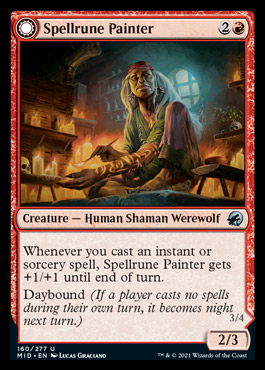 Spellrune Painter 2
Creature — Human Shaman Werewolf
Whenever you cast an instant or
sorcery spell, Spellrune Painter gets
+1/+1 until end of turn.
Daybound (If a player casts no spells
during their own turn, it becomes night
next turn.)
3/4
2/3
160/277 U
MID • EN LUCAS GRACIANO
™ & © 2021 Wizards of the Coast